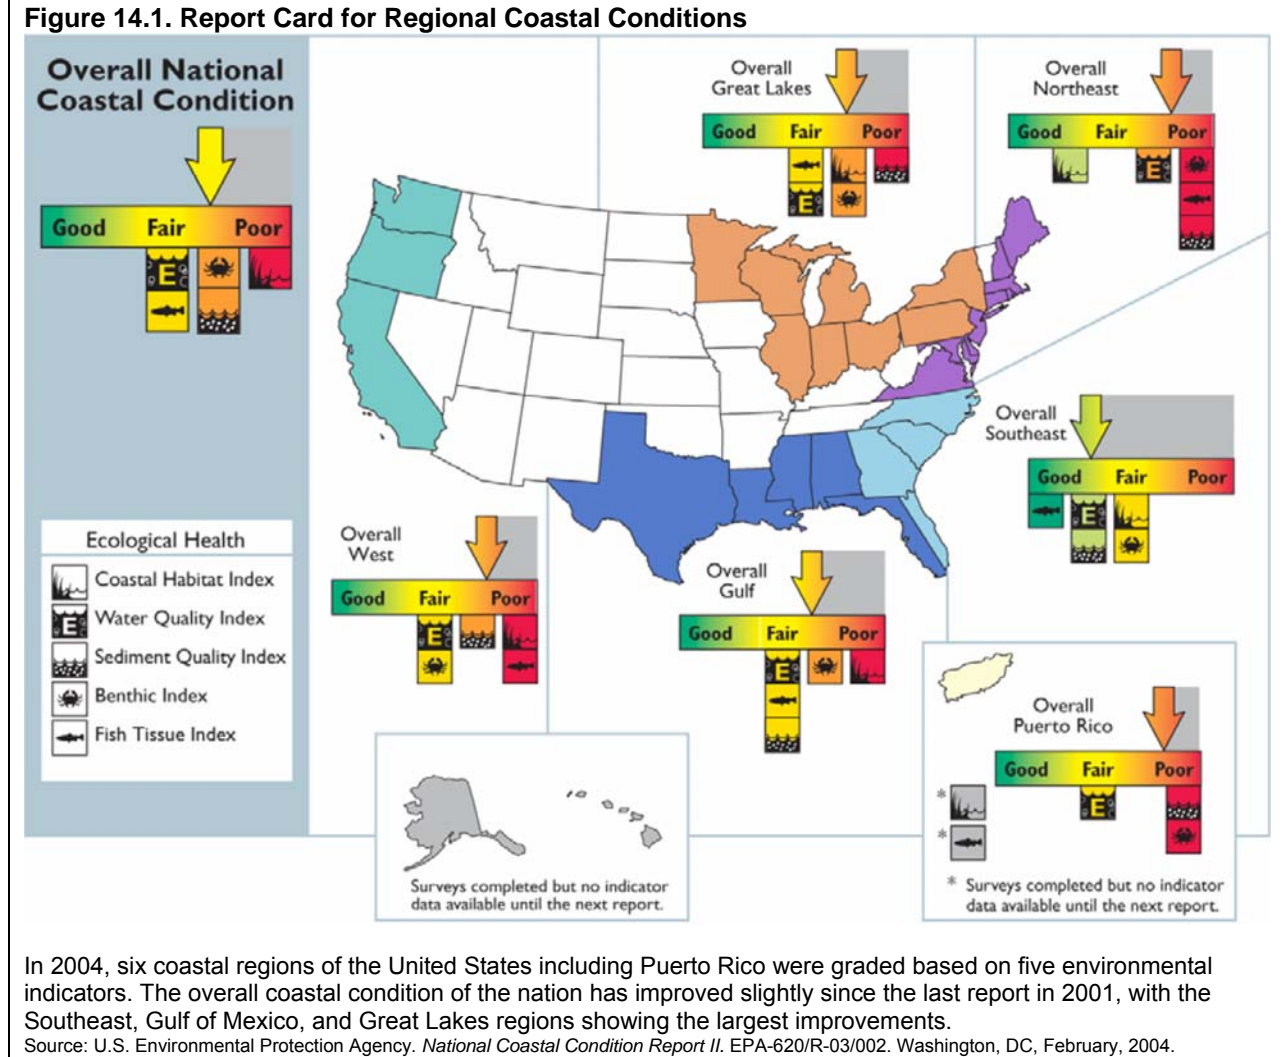 Figure 14.1. Report Card for Regional Coastal Conditions
Overall National
Coastal Condition
Good Fair Poor
E
Overall
Great Lakes
Good Fair Poor
E
Overall
Northeast
Good Fair Poor
E
Overall
Southeast
Good Fair Poor
E
Overall
West
Good Fair Poor
E
Overall
Gulf
Good Fair Poor
E
Ecological Health
Coastal Habitat Index
E Water Quality Index
Sediment Quality Index
Benthic Index
Fish Tissue Index
Surveys completed but no indicator
data available until the next report.
Overall
Puerto Rico
Good Fair Poor
*
E
*
* Surveys completed but no indicator
data available until the next report.
In 2004, six coastal regions of the United States including Puerto Rico were graded based on five environmental
indicators. The overall coastal condition of the nation has improved slightly since the last report in 2001, with the
Southeast, Gulf of Mexico, and Great Lakes regions showing the largest improvements.
Source: U.S. Environmental Protection Agency. National Coastal Condition Report II. EPA-620/R-03/002. Washington, DC, February, 2004.